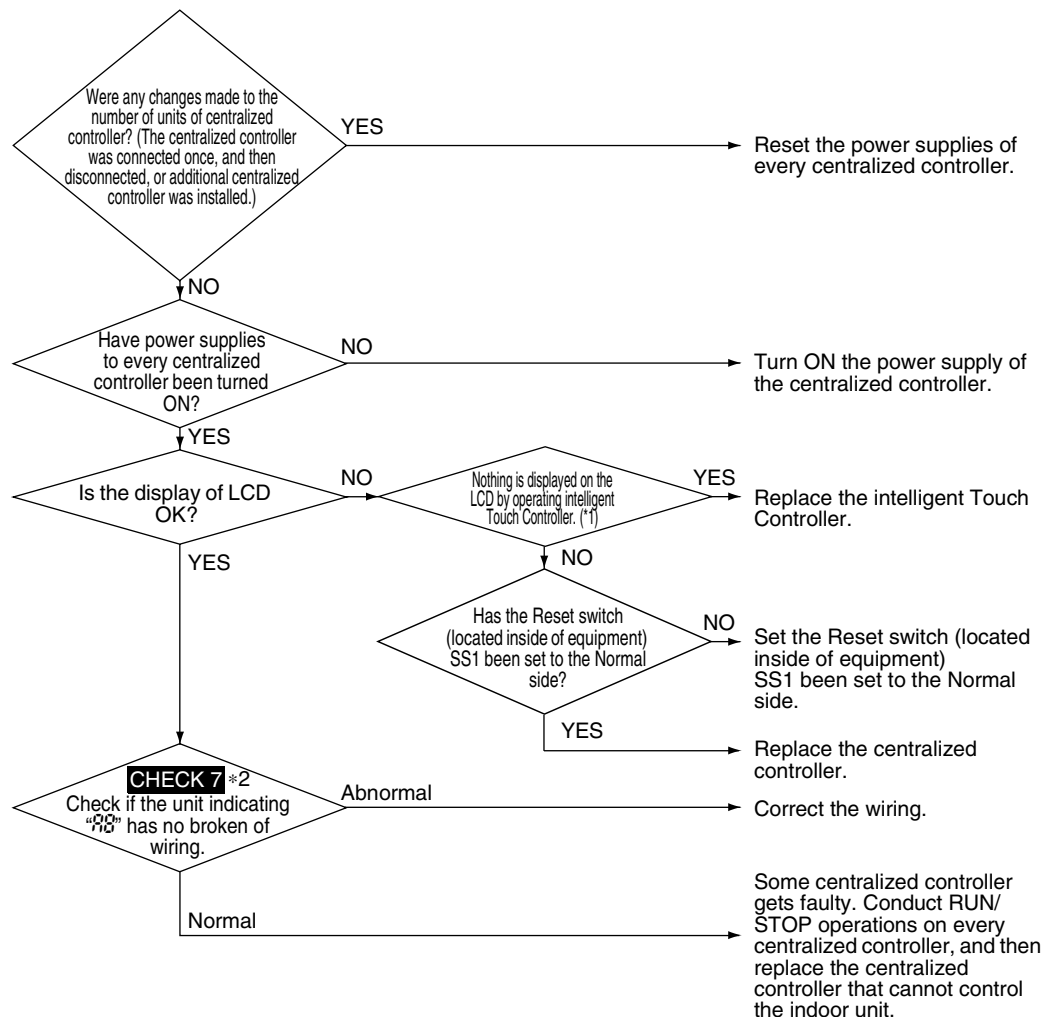 Were any changes made to the
number of units of centralized
controller? (The centralized controller
was connected once, and then
disconnected, or additional centralized
controller was installed.)
YES
Reset the power supplies of
every centralized controller.
NO
Have power supplies
to every centralized
controller been turned
ON?
NO
Turn ON the power supply of
the centralized controller.
YES
Is the display of LCD
OK?
NO
Nothing is displayed on the
LCD by operating intelligent
Touch Controller. (*1)
YES
Replace the intelligent Touch
Controller.
YES
NO
Has the Reset switch
(located inside of equipment)
SS1 been set to the Normal
side?
NO
Set the Reset switch (located
inside of equipment)
SS1 been set to the Normal
side.
YES
Replace the centralized
controller.
CHECK 7 *2
Check if the unit indicating
"88" has no broken of
wiring.
Abnormal
Correct the wiring.
Normal
Some centralized controller
gets faulty. Conduct RUN/
STOP operations on every
centralized controller, and then
replace the centralized
controller that cannot control
the indoor unit.